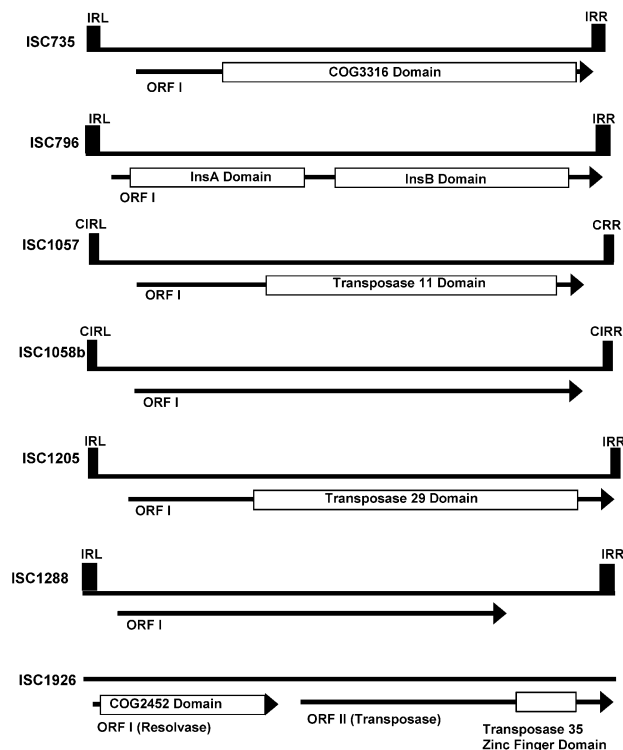 IRL IRR
ISC735
COG3316 Domain
ORF I
IRL IRR
ISC796
InsA Domain InsB Domain
ORF I
CIRL CRR
ISC1057
Transposase 11 Domain
ORF I
CIRL CIRR
ISC1058b
ORF I
IRL IRR
ISC1205
Transposase 29 Domain
ORF I
IRL IRR
ISC1288
ORF I
ISC1926
COG2452 Domain
ORF I (Resolvase) ORF II (Transposase)
Transposase 35
Zinc Finger Domain